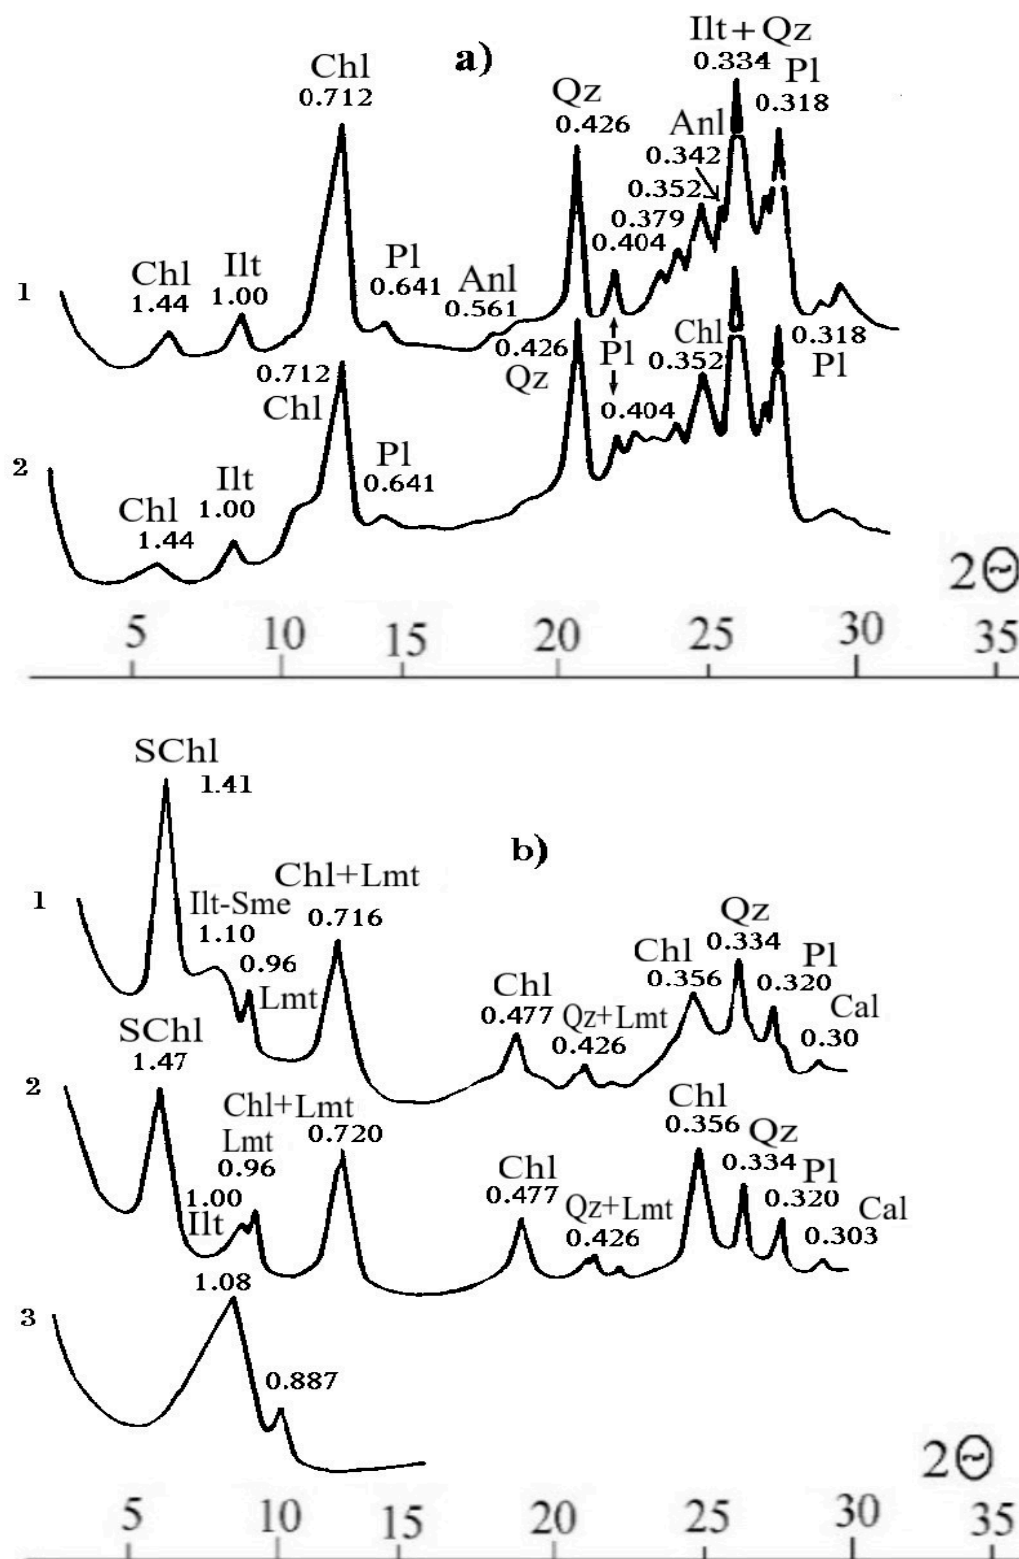 a)
Ilt+Qz
0.334
Pl
0.318
Chl
0.712
Qz
0.426
Anl
0.342
0.352
0.379
0.404
1
Chl
1.44
Ilt
1.00
Pl
0.641
Anl
0.561
0.712
Chl
0.426
Qz
Pl
0.404
Chl
0.352
0.318
Pl
2
Chl
1.44
Ilt
1.00
Pl
0.641
2Θ
5 10 15 20 25 30 35
b)
SChl
1.41
1
Ilt-Sme
1.10
0.96
Lmt
Chl+Lmt
0.716
Chl
0.477
Qz+Lmt
0.426
Chl
0.356
Qz
0.334
Pl
0.320
Cal
0.30
SChl
1.47
2
Chl+Lmt
0.720
Lmt
0.96
1.00
Ilt
Chl
0.477
Qz+Lmt
0.426
Chl
0.356
Qz
0.334
Pl
0.320
Cal
0.303
3
1.08
0.887
2Θ
5 10 15 20 25 30 35